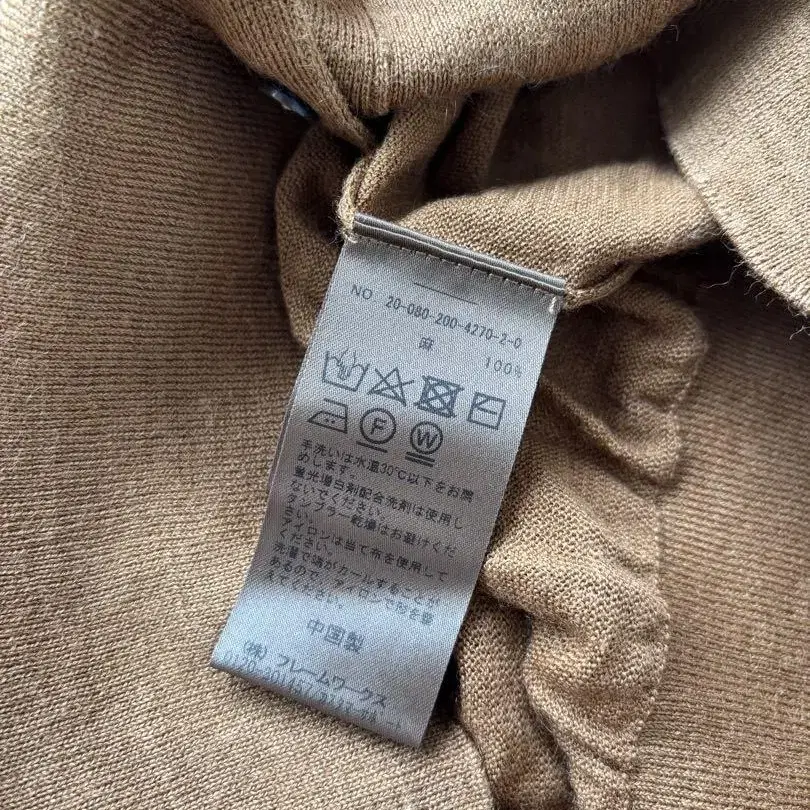 NO 20-080-200-4270-2-0
麻 100%
F W
手洗いは水温30℃以下をお勧
めします。
蛍光増白剤配合洗剤は使用し
ないでください。
タンブラー乾燥はお避けくだ
さい。
アイロンは当て布を使用して
ください。
洗濯で端がカールすることが
あるので、アイロンで形を整
えてください。
中国製
(株) フレームワークス